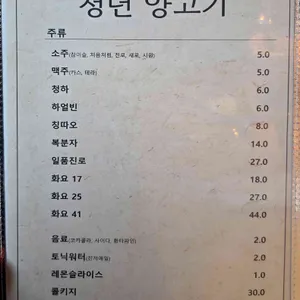 청년 양고기
주류
소주(참이슬, 처음처럼, 진로, 새로, 시원) 5.0
맥주(카스, 테라) 5.0
청하 6.0
하얼빈 6.0
칭따오 8.0
복분자 14.0
일품진로 27.0
화요 17 18.0
화요 25 27.0
화요 41 44.0
음료(코카콜라, 사이다, 환타파인) 2.0
토닉워터(진저에일) 2.0
레몬슬라이스 1.0
콜키지 30.0